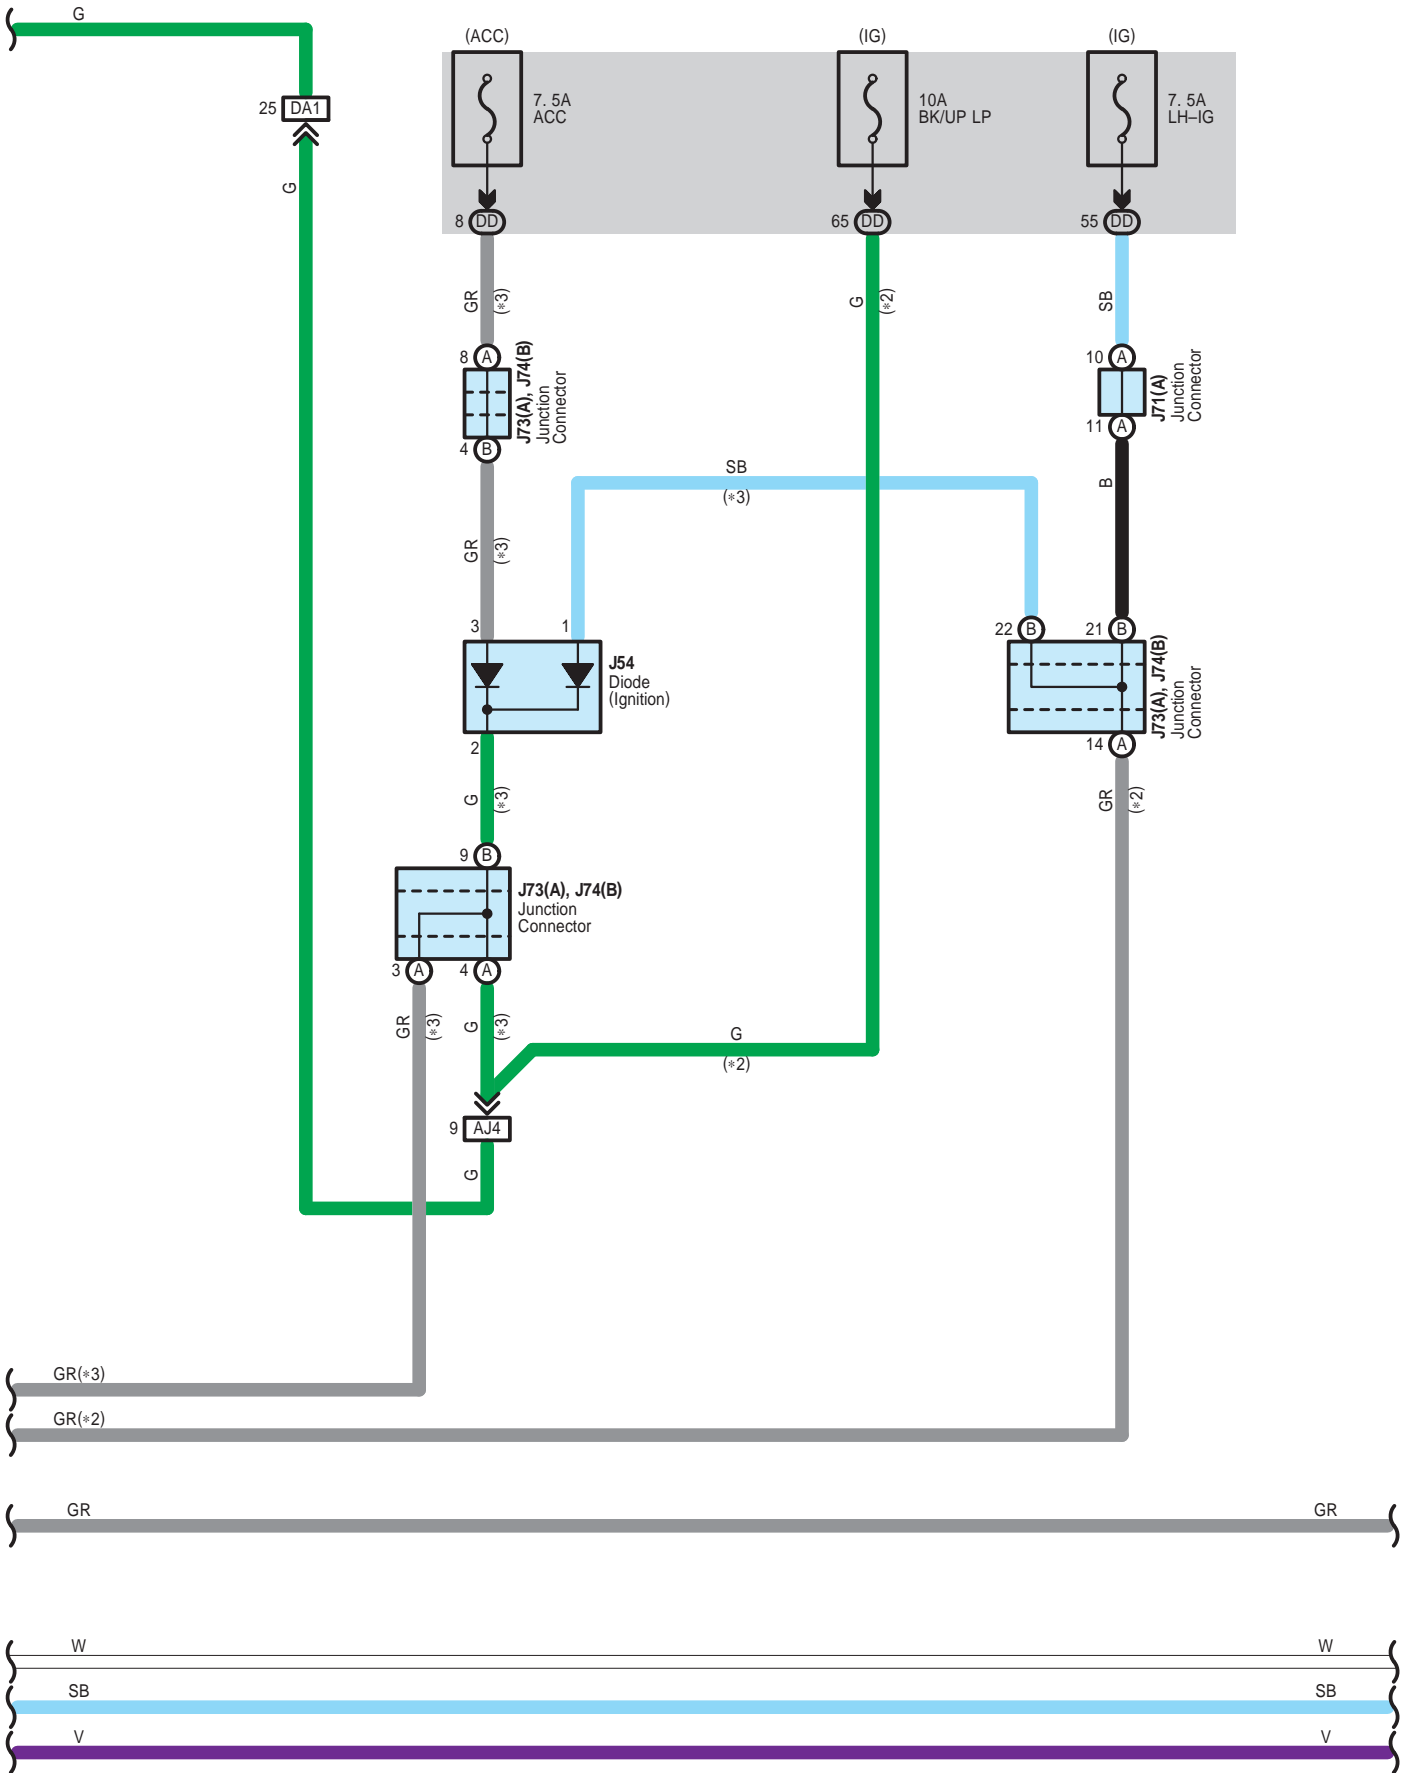 G
(ACC)
(IG)
(IG)
7. 5A
ACC
10A
BK/UP LP
7. 5A
LH–IG
25 DA1
G
8 DD
65 DD
55 DD
GR
(∗3)
G
(∗2)
SB
8 A
J73(A), J74(B)
Junction
Connector
4 B
10 A
J71(A)
Junction
Connector
11 A
SB
(∗3)
B
GR
(∗3)
3
1
J54
Diode
(Ignition)
2
22 B
21 B
J73(A), J74(B)
Junction
Connector
14 A
G
(∗3)
GR
(∗2)
9 B
J73(A), J74(B)
Junction
Connector
3 A
4 A
GR
(∗3)
G
(∗3)
G
(∗2)
9 AJ4
G
GR(∗3)
GR(∗2)
GR
GR
W
W
SB
SB
V
V